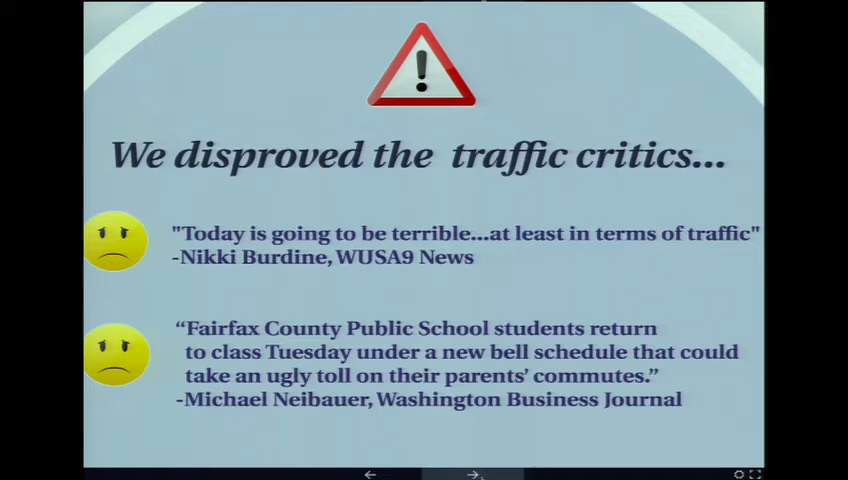 We disproved the traffic critics...
"Today is going to be terrible...at least in terms of traffic"
-Nikki Burdine, WUSA9 News
“Fairfax County Public School students return
to class Tuesday under a new bell schedule that could
take an ugly toll on their parents’ commutes.”
-Michael Neibauer, Washington Business Journal